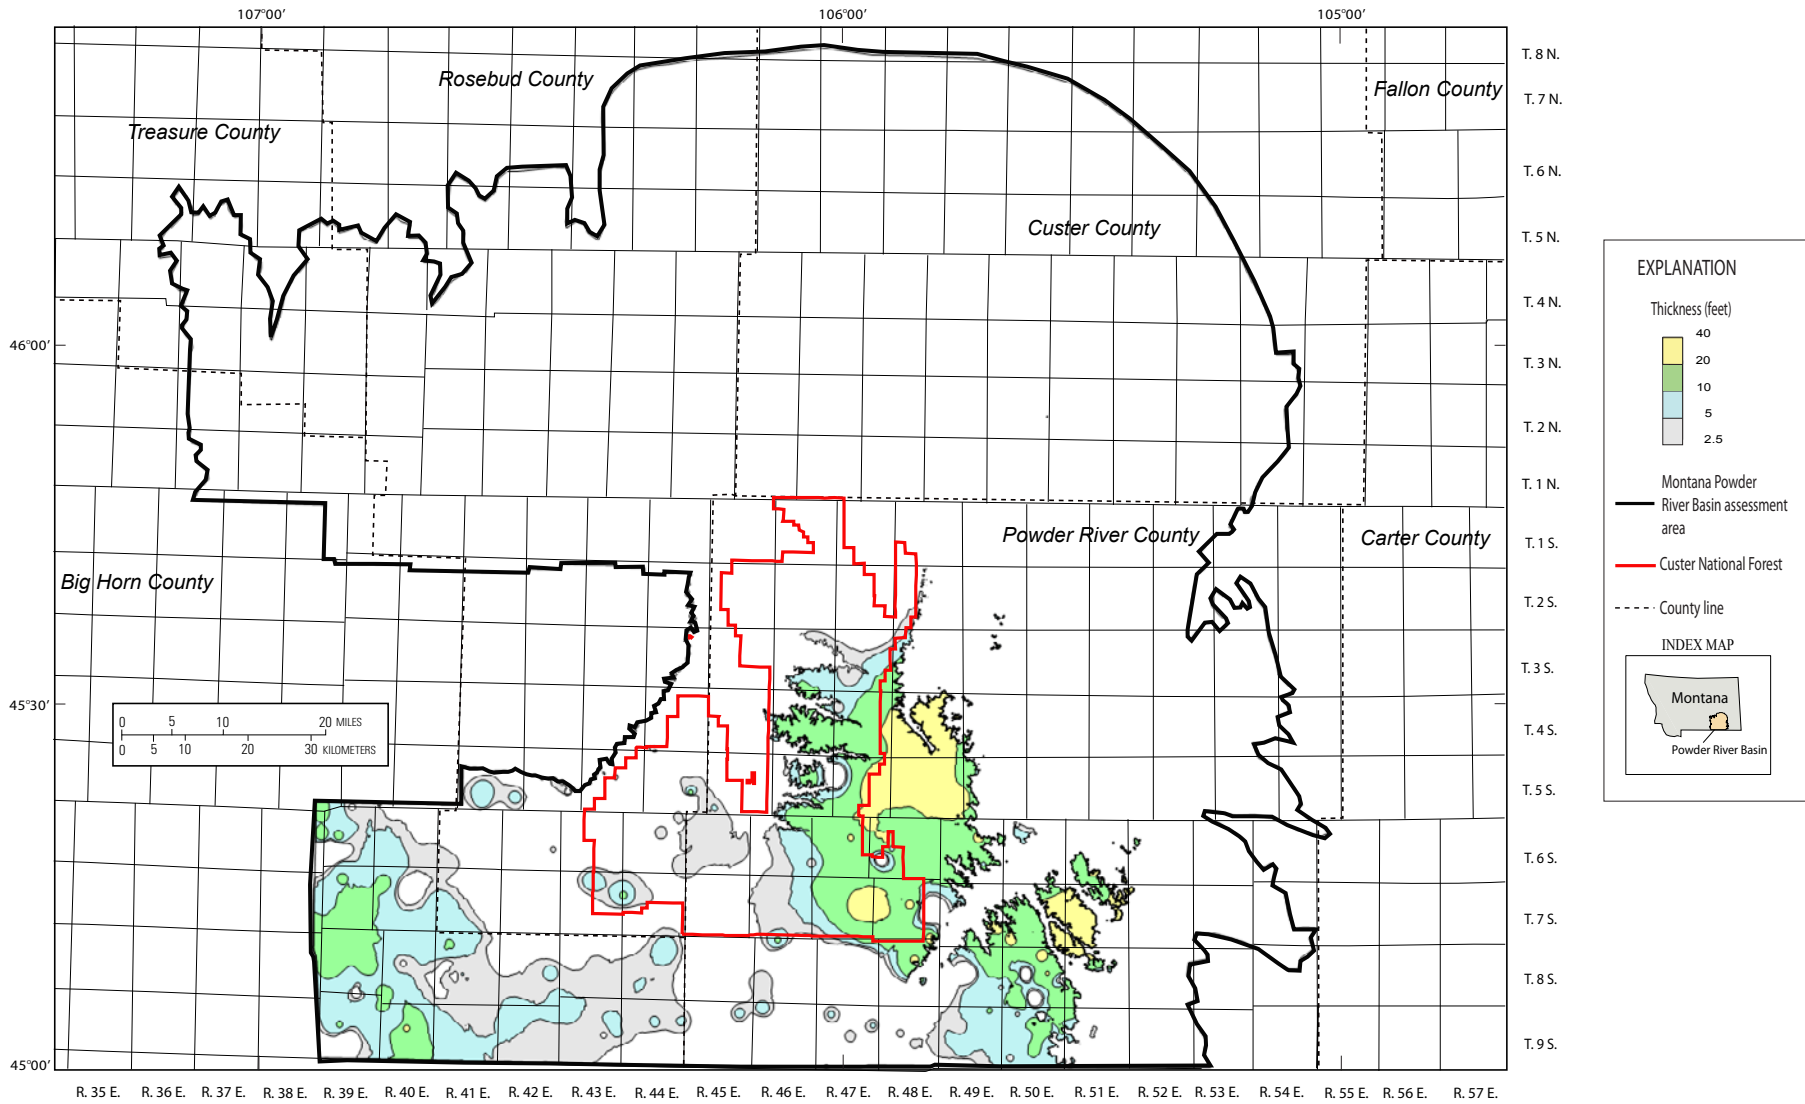 107°00′ 106°00′ 105°00′
Rosebud County
Treasure County
Fallon County
Custer County
Powder River County
Carter County
Big Horn County
46°00′
45°30′
45°00′
T. 8 N.
T. 7 N.
T. 6 N.
T. 5 N.
T. 4 N.
T. 3 N.
T. 2 N.
T. 1 N.
T. 1 S.
T. 2 S.
T. 3 S.
T. 4 S.
T. 5 S.
T. 6 S.
T. 7 S.
T. 8 S.
T. 9 S.
0 5 10 20 MILES
0 5 10 20 30 KILOMETERS
R. 35 E. R. 36 E. R. 37 E. R. 38 E. R. 39 E. R. 40 E. R. 41 E. R. 42 E. R. 43 E. R. 44 E. R. 45 E. R. 46 E. R. 47 E. R. 48 E. R. 49 E. R. 50 E. R. 51 E. R. 52 E. R. 53 E. R. 54 E. R. 55 E. R. 56 E. R. 57 E.
EXPLANATION
Thickness (feet)
40
20
10
5
2.5
Montana Powder
River Basin assessment
area
Custer National Forest
County line
INDEX MAP
Montana
Powder River Basin